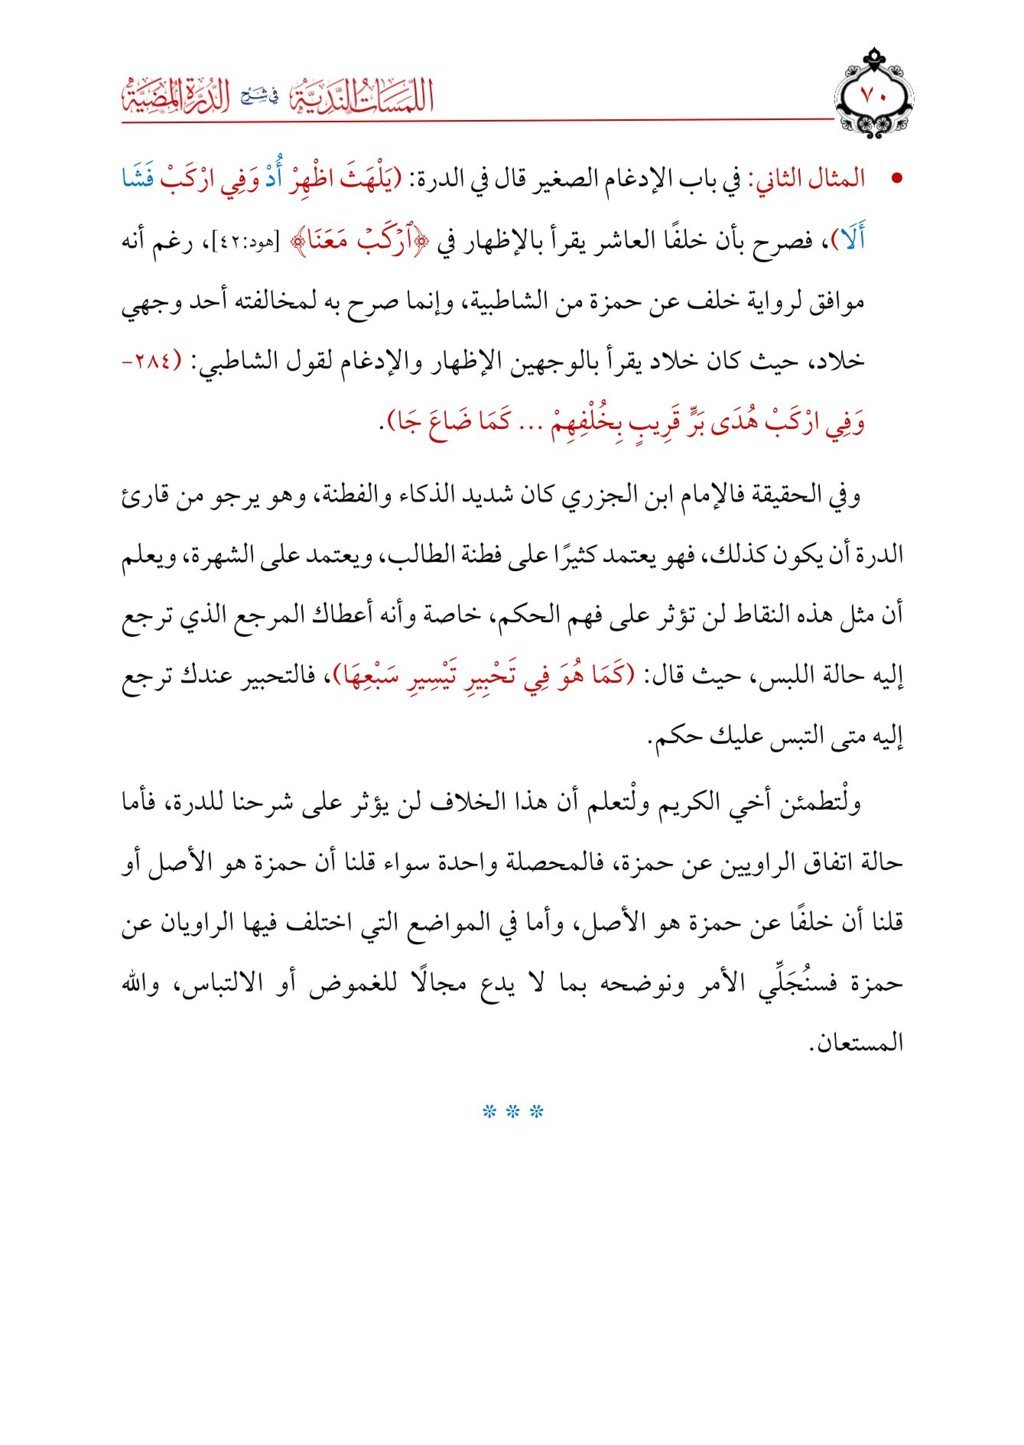 ٧٠
اللمسات الندية في شرح الدرة المضية
• المثال الثاني: في باب الإدغام الصغير قال في الدرة: (يَلْهَثَ اظْهِرْ أُدْ وَفِي ارْكَبْ فَشَا
أَلَا)، فصرح بأن خلفًا العاشر يقرأ بالإظهار في ﴿ٱرۡكَبۡ مَعَنَا﴾ [هود:٤٢]، رغم أنه
موافق لرواية خلف عن حمزة من الشاطبية، وإنما صرح به لمخالفته أحد وجهي
خلاد، حيث كان خلاد يقرأ بالوجهين الإظهار والإدغام لقول الشاطبي: (٢٨٤-
وَفِي ارْكَبْ هُدَى بَرٍّ قَرِيبٍ بِخُلْفِهِمْ ... كَمَا ضَاعَ جَا).
وفي الحقيقة فالإمام ابن الجزري كان شديد الذكاء والفطنة، وهو يرجو من قارئ
الدرة أن يكون كذلك، فهو يعتمد كثيرًا على فطنة الطالب، ويعتمد على الشهرة، ويعلم
أن مثل هذه النقاط لن تؤثر على فهم الحكم، خاصة وأنه أعطاك المرجع الذي ترجع
إليه حالة اللبس، حيث قال: (كَمَا هُوَ فِي تَحْبِيرِ تَيْسِيرِ سَبْعِهَا)، فالتحبير عندك ترجع
إليه متى التبس عليك حكم.
ولْتطمئن أخي الكريم ولْتعلم أن هذا الخلاف لن يؤثر على شرحنا للدرة، فأما
حالة اتفاق الراويين عن حمزة، فالمحصلة واحدة سواء قلنا أن حمزة هو الأصل أو
قلنا أن خلفًا عن حمزة هو الأصل، وأما في المواضع التي اختلف فيها الراويان عن
حمزة فسنُجَلِّي الأمر ونوضحه بما لا يدع مجالًا للغموض أو الالتباس، والله
المستعان.
* * *